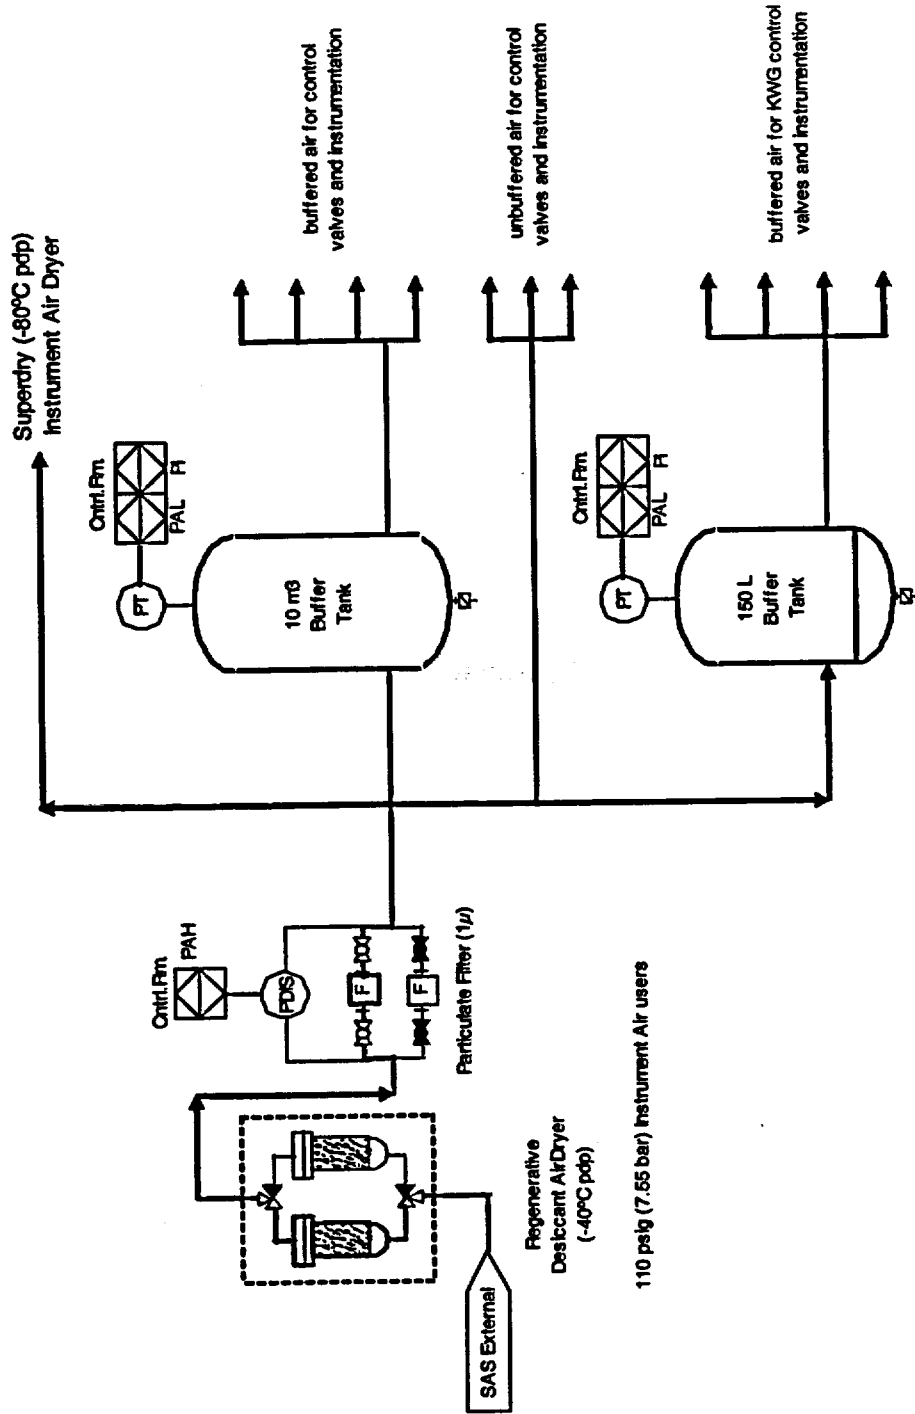 Superdry (-80ºC pdp)
Instrument Air Dryer
Cntrl.Rm.
PAL
PI
PT
10 m3
Buffer
Tank
buffered air for control
valves and instrumentation
unbuffered air for control
valves and instrumentation
Cntrl.Rm.
PAH
PDIS
F
F
Particulate Filter (1µ)
Cntrl.Rm.
PAL
PI
PT
150 L
Buffer
Tank
buffered air for KWG control
valves and instrumentation
SAS External
Regenerative
Desiccant AirDryer
(-40ºC pdp)
110 psig (7.55 bar) Instrument Air users